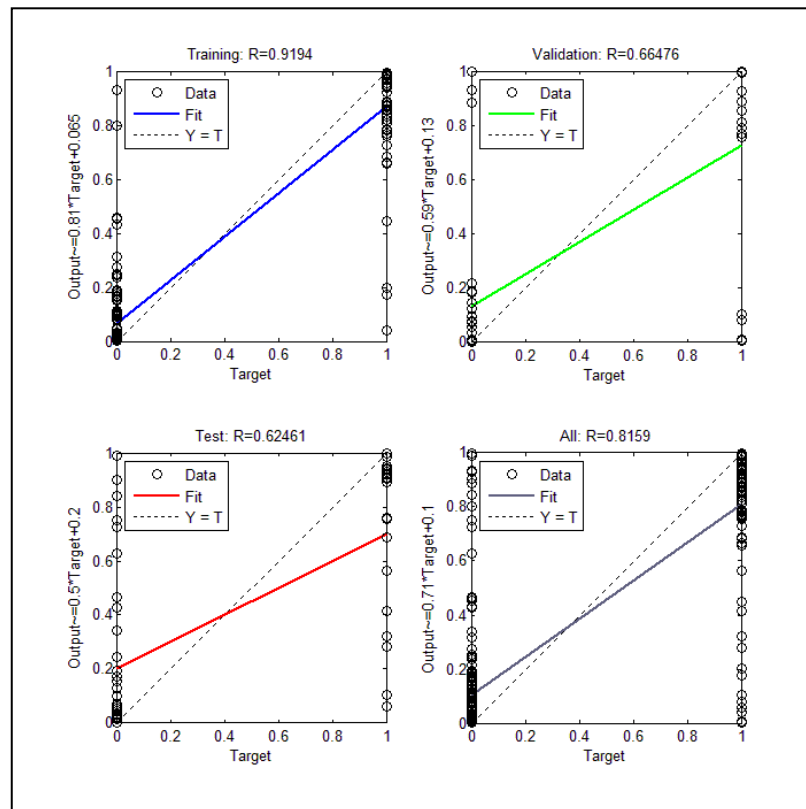 Training: R=0.9194
Output~=0.81*Target+0.065
1
0.8
0.6
0.4
0.2
0
Data
Fit
Y = T
0 0.2 0.4 0.6 0.8 1
Target
Validation: R=0.66476
Output~=0.59*Target+0.13
1
0.8
0.6
0.4
0.2
0
Data
Fit
Y = T
0 0.2 0.4 0.6 0.8 1
Target
Test: R=0.62461
Output~=0.5*Target+0.2
1
0.8
0.6
0.4
0.2
0
Data
Fit
Y = T
0 0.2 0.4 0.6 0.8 1
Target
All: R=0.8159
Output~=0.71*Target+0.1
1
0.8
0.6
0.4
0.2
0
Data
Fit
Y = T
0 0.2 0.4 0.6 0.8 1
Target